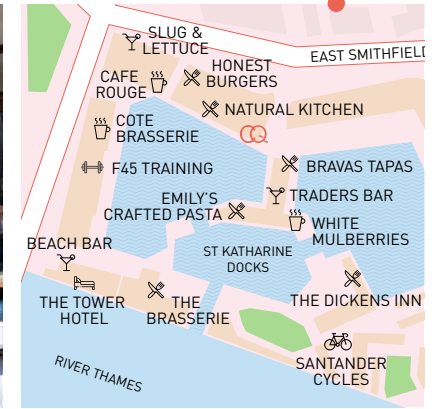 SLUG &
LETTUCE
EAST SMITHFIELD
HONEST
BURGERS
CAFE
ROUGE
NATURAL KITCHEN
COTE
BRASSERIE
F45 TRAINING
BRAVAS TAPAS
EMILY'S
CRAFTED PASTA
TRADERS BAR
WHITE
MULBERRIES
BEACH BAR
ST KATHARINE
DOCKS
THE TOWER
HOTEL
THE
BRASSERIE
THE DICKENS INN
SANTANDER
CYCLES
RIVER THAMES